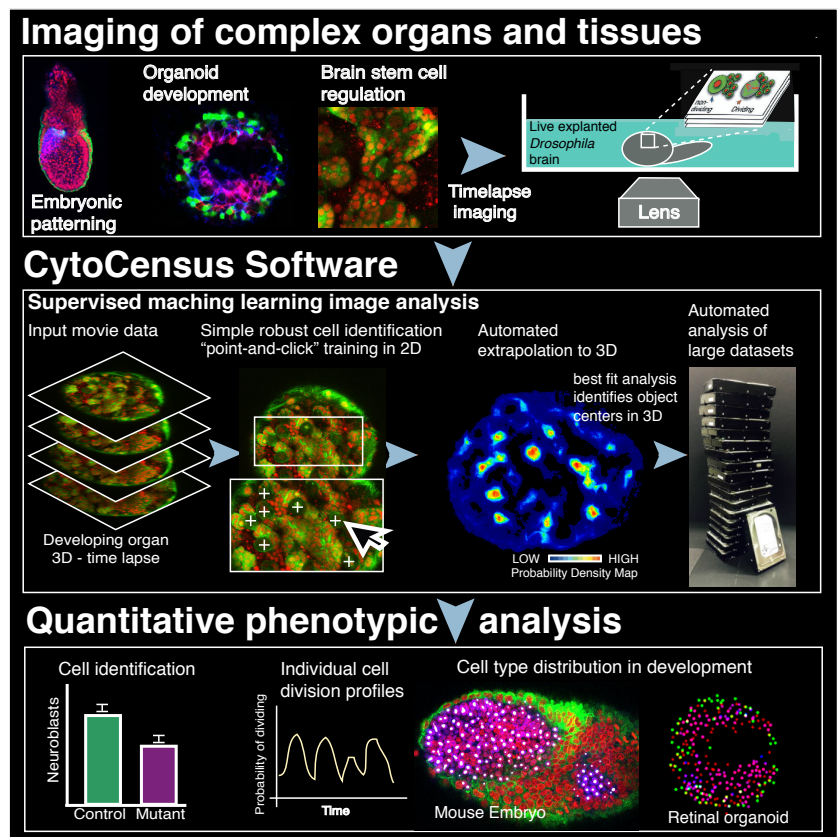 Imaging of complex organs and tissues
Organoid
development
Brain stem cell
regulation
Embryonic
patterning
Timelapse
imaging
Live explanted
Drosophila
brain
non-
dividing
Dividing
Lens
CytoCensus Software
Supervised maching learning image analysis
Input movie data
Developing organ
3D - time lapse
Simple robust cell identification
“point-and-click” training in 2D
Automated
extrapolation to 3D
best fit analysis
identifies object
centers in 3D
LOW
HIGH
Probability Density Map
Automated
analysis of
large datasets
Quantitative phenotypic analysis
Cell identification
Neuroblasts
Control
Mutant
Individual cell
division profiles
Probability of dividing
Time
Cell type distribution in development
Mouse Embryo
Retinal organoid